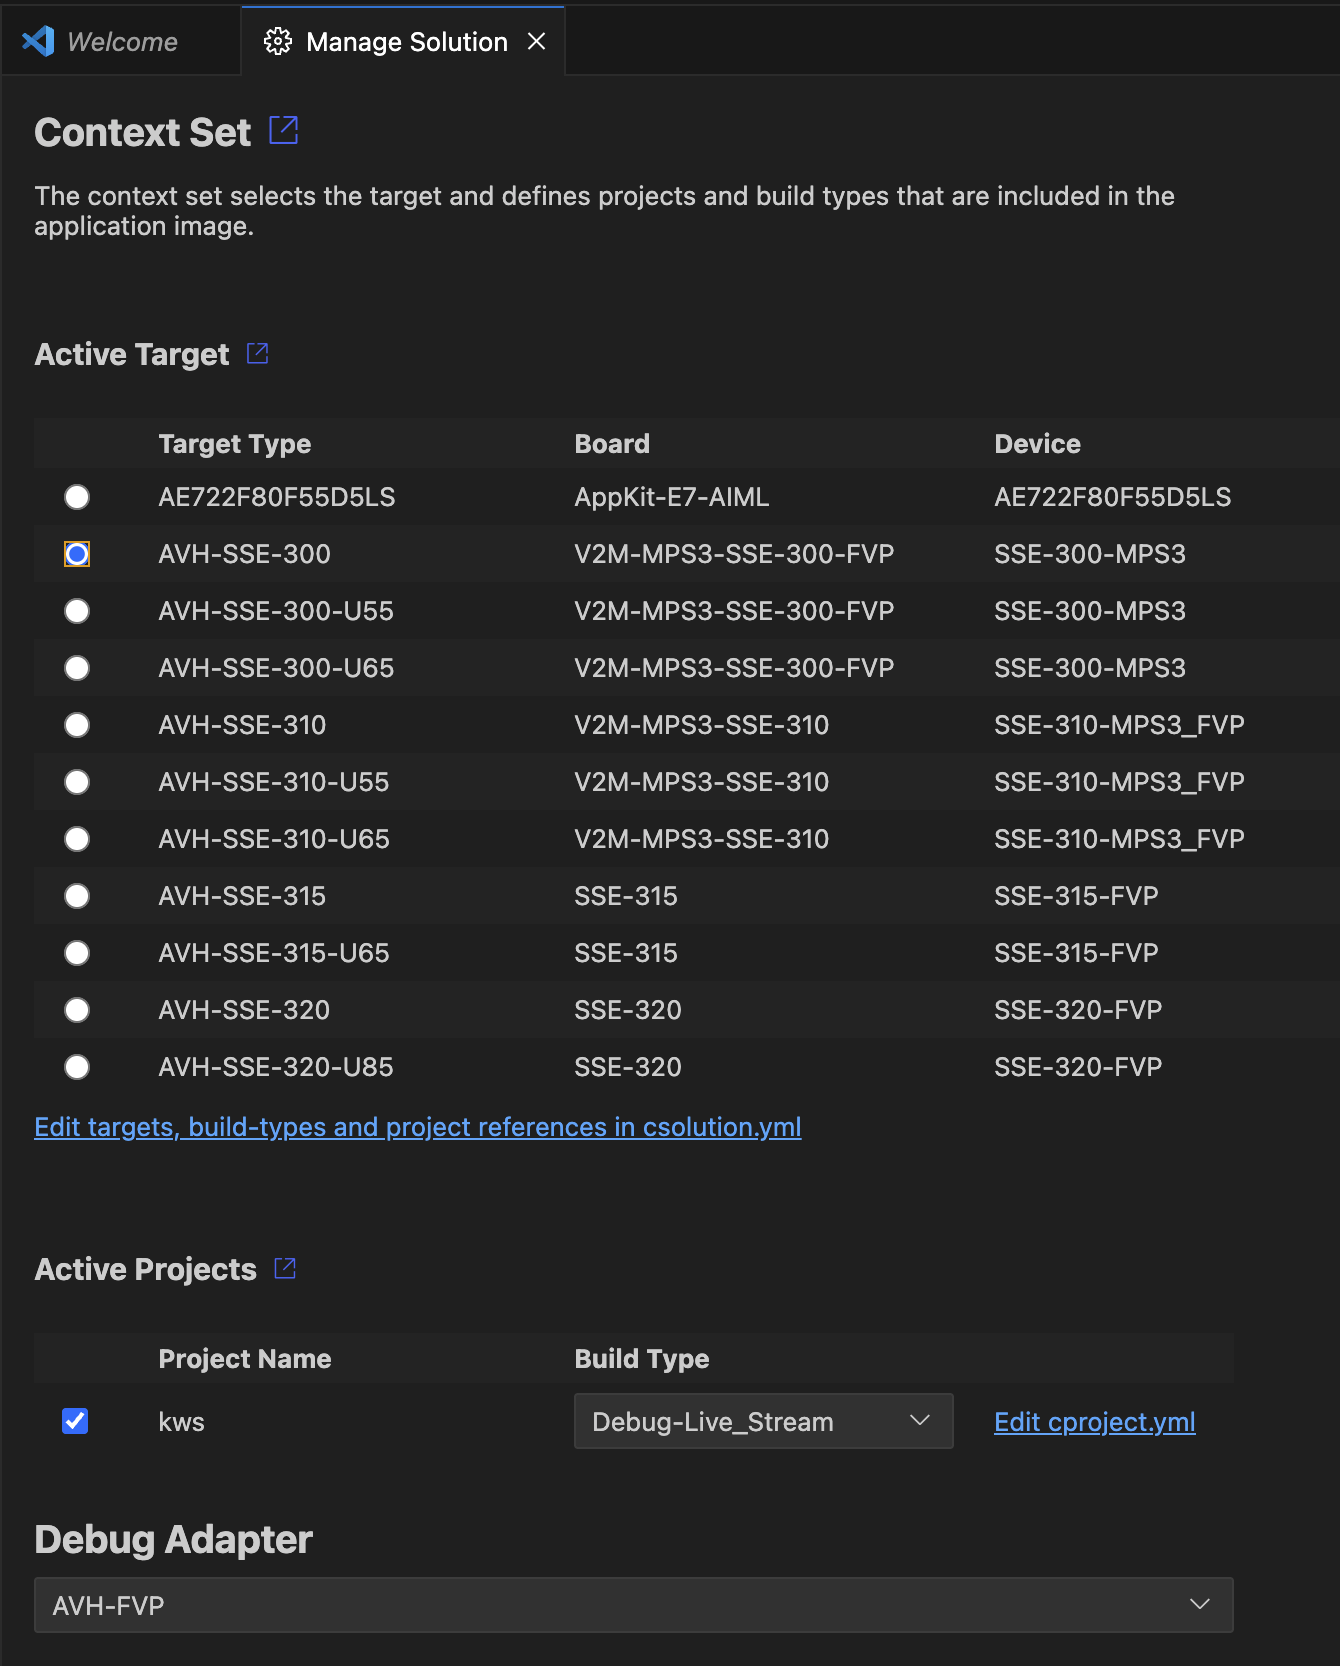 Welcome
Manage Solution
Context Set
The context set selects the target and defines projects and build types that are included in the
application image.
Active Target
Target Type Board Device
AE722F80F55D5LS AppKit-E7-AIML AE722F80F55D5LS
AVH-SSE-300 V2M-MPS3-SSE-300-FVP SSE-300-MPS3
AVH-SSE-300-U55 V2M-MPS3-SSE-300-FVP SSE-300-MPS3
AVH-SSE-300-U65 V2M-MPS3-SSE-300-FVP SSE-300-MPS3
AVH-SSE-310 V2M-MPS3-SSE-310 SSE-310-MPS3_FVP
AVH-SSE-310-U55 V2M-MPS3-SSE-310 SSE-310-MPS3_FVP
AVH-SSE-310-U65 V2M-MPS3-SSE-310 SSE-310-MPS3_FVP
AVH-SSE-315 SSE-315 SSE-315-FVP
AVH-SSE-315-U65 SSE-315 SSE-315-FVP
AVH-SSE-320 SSE-320 SSE-320-FVP
AVH-SSE-320-U85 SSE-320 SSE-320-FVP
Edit targets, build-types and project references in csolution.yml
Active Projects
Project Name Build Type
kws Debug-Live_Stream Edit cproject.yml
Debug Adapter
AVH-FVP